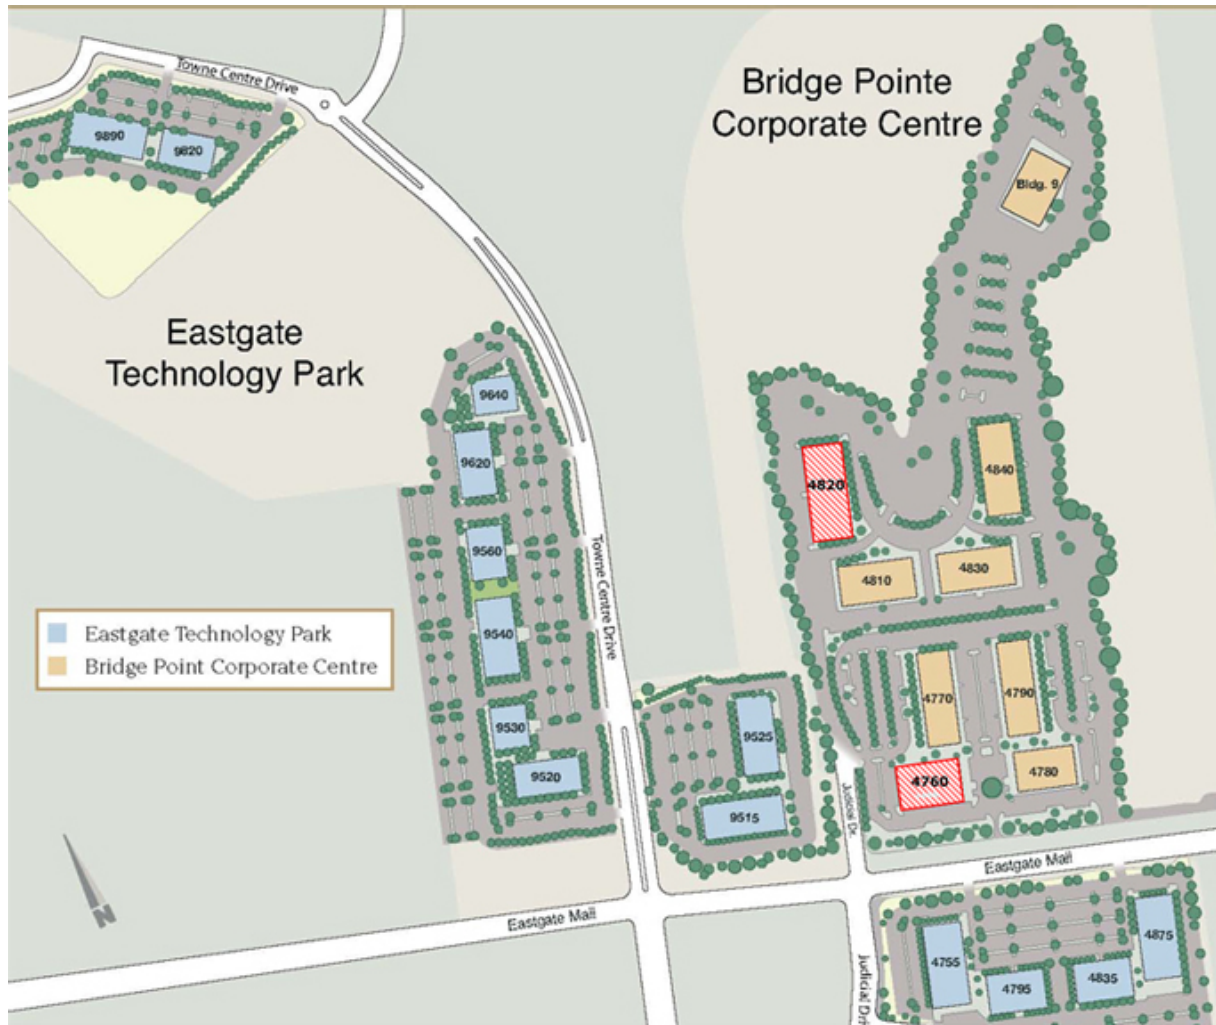 Towne Centre Drive
9890
9820
Bridge Pointe
Corporate Centre
Bldg. 9
Eastgate
Technology Park
9640
9620
9560
9540
9530
9520
Towne Centre Drive
Eastgate Technology Park
Bridge Point Corporate Centre
4820
4840
4810
4830
4770
4790
4760
4780
9525
9515
Judicial Dr.
Eastgate Mall
Eastgate Mall
N
Judicial Dri
4755
4795
4835
4875